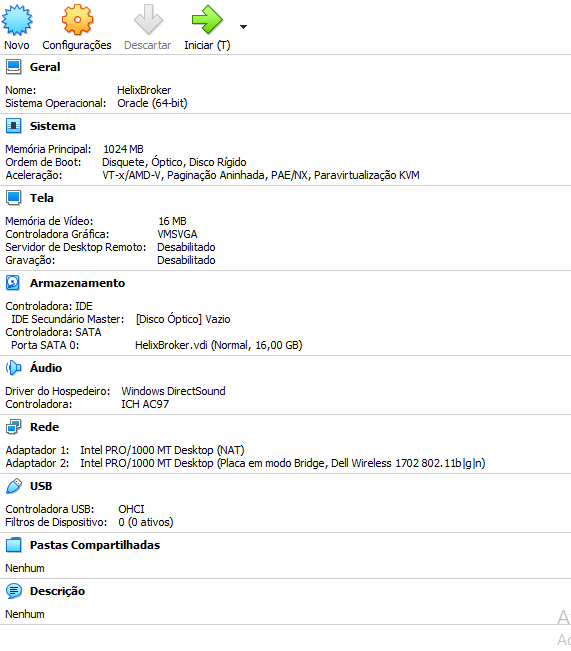 Novo Configurações Descartar Iniciar (T)
Geral
Nome: HelixBroker
Sistema Operacional: Oracle (64-bit)
Sistema
Memória Principal: 1024 MB
Ordem de Boot: Disquete, Óptico, Disco Rígido
Aceleração: VT-x/AMD-V, Paginação Aninhada, PAE/NX, Paravirtualização KVM
Tela
Memória de Vídeo: 16 MB
Controladora Gráfica: VMSVGA
Servidor de Desktop Remoto: Desabilitado
Gravação: Desabilitado
Armazenamento
Controladora: IDE
IDE Secundário Master: [Disco Óptico] Vazio
Controladora: SATA
Porta SATA 0: HelixBroker.vdi (Normal, 16,00 GB)
Áudio
Driver do Hospedeiro: Windows DirectSound
Controladora: ICH AC97
Rede
Adaptador 1: Intel PRO/1000 MT Desktop (NAT)
Adaptador 2: Intel PRO/1000 MT Desktop (Placa em modo Bridge, Dell Wireless 1702 802.11b|g|n)
USB
Controladora USB: OHCI
Filtros de Dispositivo: 0 (0 ativos)
Pastas Compartilhadas
Nenhum
Descrição
Nenhum